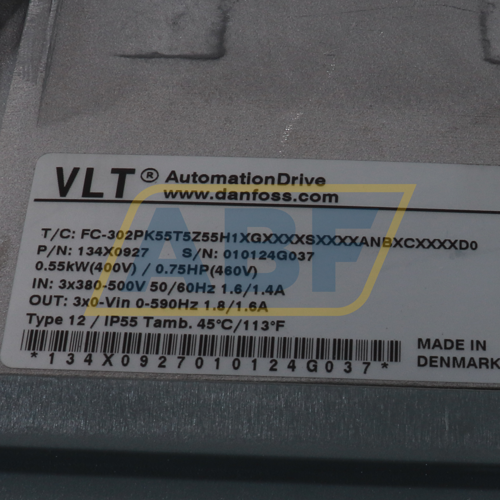 VLT® AutomationDrive
www.danfoss.com
T/C: FC-302PK55T5Z55H1XGXXXXSXXXXANBXCXXXXD0
P/N: 134X0927 S/N: 010124G037
0.55kW(400V) / 0.75HP(460V)
IN: 3x380-500V 50/60Hz 1.6/1.4A
OUT: 3x0-Vin 0-590Hz 1.8/1.6A
Type 12 / IP55 Tamb. 45°C/113°F
*134X0927010124G037*
MADE IN
DENMARK
ABF